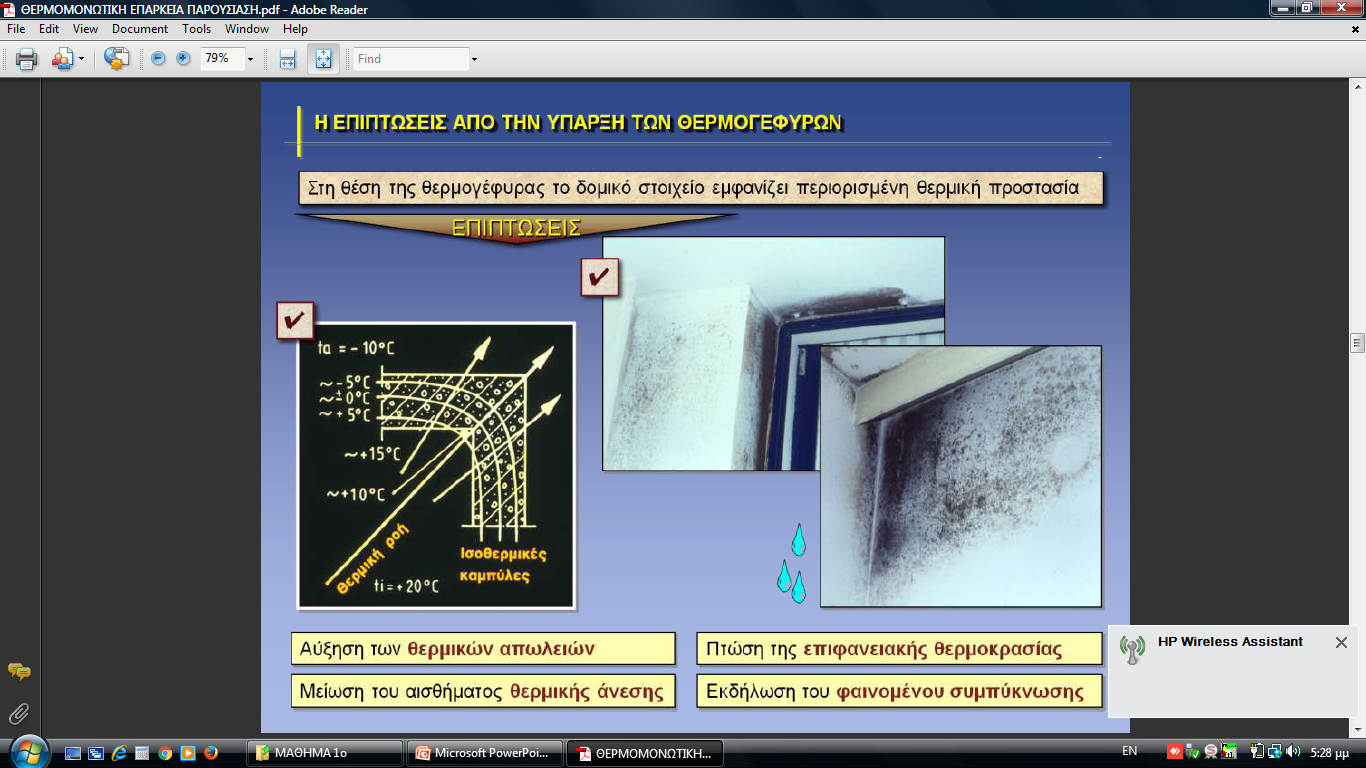 ΘΕΡΜΟΜΟΝΩΤΙΚΗ ΕΠΑΡΚΕΙΑ ΠΑΡΟΥΣΙΑΣΗ.pdf - Adobe Reader
File Edit View Document Tools Window Help
79% Find
Η ΕΠΙΠΤΩΣΕΙΣ ΑΠΟ ΤΗΝ ΥΠΑΡΞΗ ΤΩΝ ΘΕΡΜΟΓΕΦΥΡΩΝ
Στη θέση της θερμογέφυρας το δομικό στοιχείο εμφανίζει περιορισμένη θερμική προστασία
ΕΠΙΠΤΩΣΕΙΣ
ta = - 10°C
~ - 5°C
~ ± 0°C
~ + 5°C
~ +15°C
~ +10°C
Θερμική ροή
ti = + 20°C
Ισοθερμικές
καμπύλες
Αύξηση των θερμικών απωλειών
Πτώση της επιφανειακής θερμοκρασίας
Μείωση του αισθήματος θερμικής άνεσης
Εκδήλωση του φαινομένου συμπύκνωσης
HP Wireless Assistant
ΜΑΘΗΜΑ 1ο
Microsoft PowerPoi...
ΘΕΡΜΟΜΟΝΩΤΙΚΗ...
EN
5:28 μμ